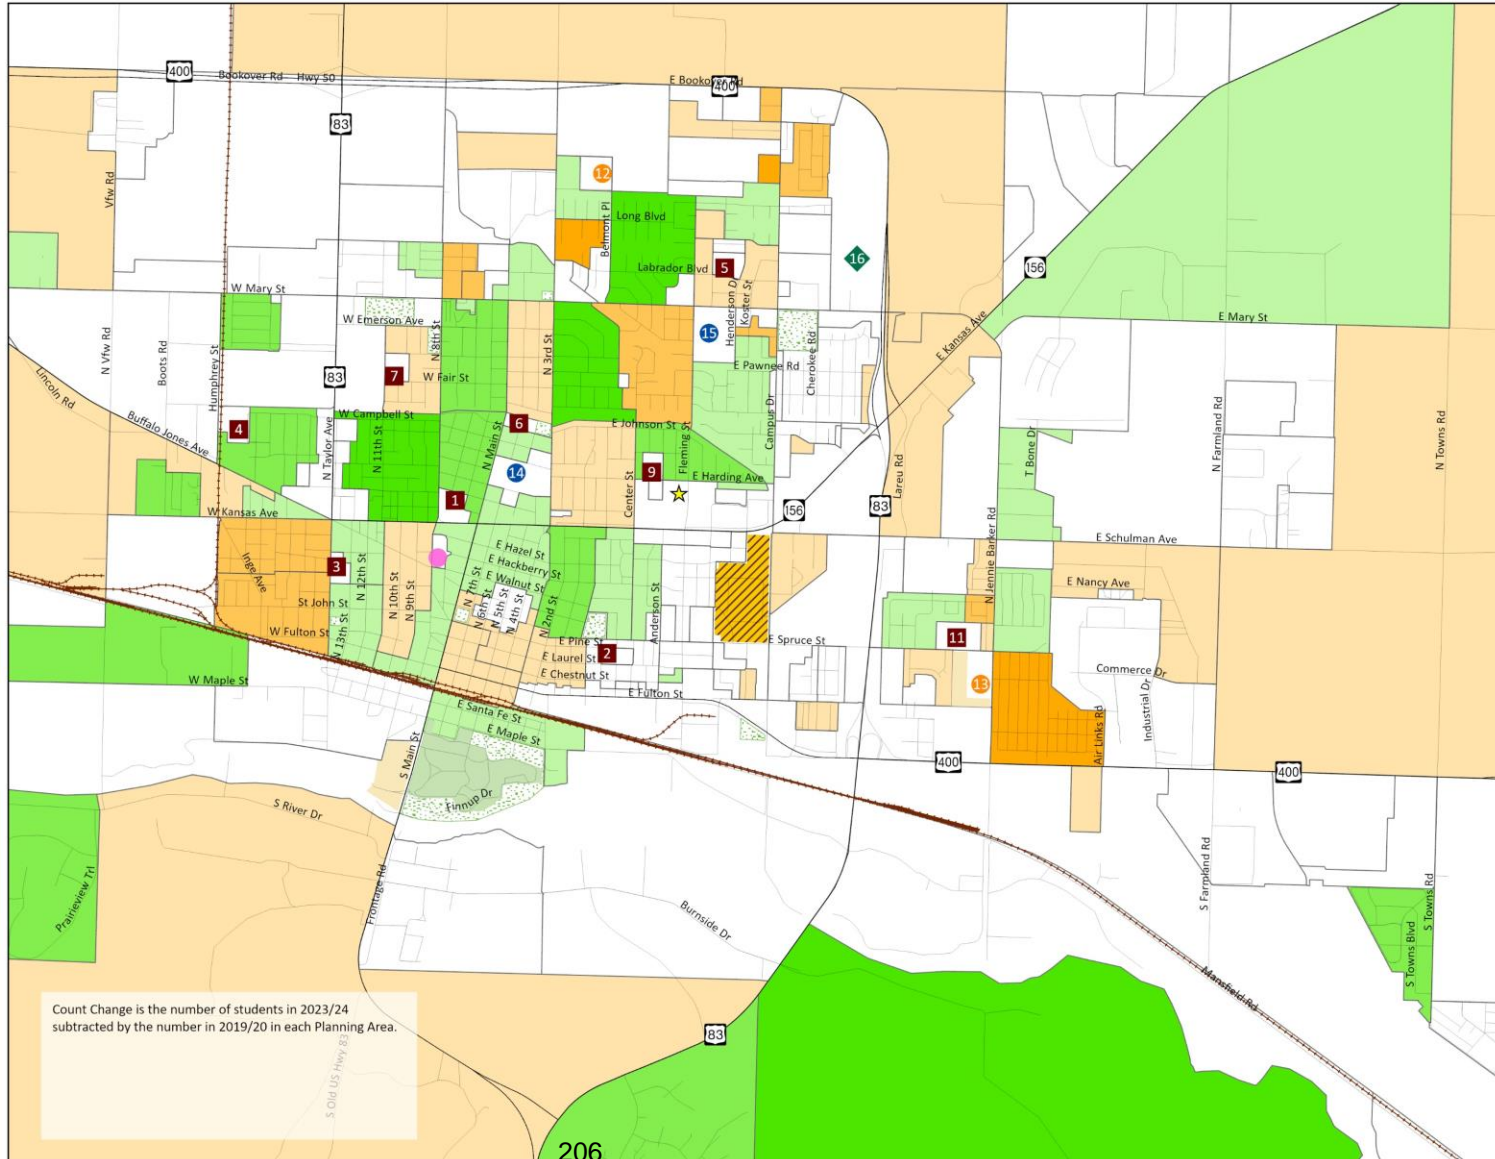 400
Bookover Rd Hwy 50
E Bookover Rd
400
83
Vfw Rd
12
Belmont Pl
Long Blvd
16
156
Labrador Blvd
5
Henderson Dr
Koster St
W Mary St
W Emerson Ave
N 8th St
N 3rd St
15
E Mary St
E Kansas Ave
N Vfw Rd
Boots Rd
Humphrey St
83
7
W Fair St
E Pawnee Rd
Cherokee Rd
Lincoln Rd
Buffalo Jones Ave
4
N Taylor Ave
W Campbell St
N 11th St
N Main St
6
E Johnson St
Fleming St
Campus Dr
T Bone Dr
N Farmland Rd
N Towns Rd
14
9
E Harding Ave
Center St
Lareu Rd
1
W Kansas Ave
156
83
N Jennie Barker Rd
E Schulman Ave
Inge Ave
3
N 12th St
N 10th St
N 9th St
E Hazel St
E Hackberry St
E Walnut St
N 7th St
N 6th St
N 5th St
N 4th St
N 2nd St
Anderson St
E Nancy Ave
St John St
W Fulton St
N 13th St
E Pine St
2
E Spruce St
11
E Laurel St
E Chestnut St
W Maple St
E Fulton St
13
Commerce Dr
Industrial Dr
Air Links Rd
E Santa Fe St
E Maple St
S Main St
400
400
Finnup Dr
S River Dr
Prairieview Trl
Frontage Rd
Burnside Dr
S Farmland Rd
S Towns Rd
S Towns Blvd
Mansfield Rd
Count Change is the number of students in 2023/24
subtracted by the number in 2019/20 in each Planning Area.
83
S Old US Hwy 83
206